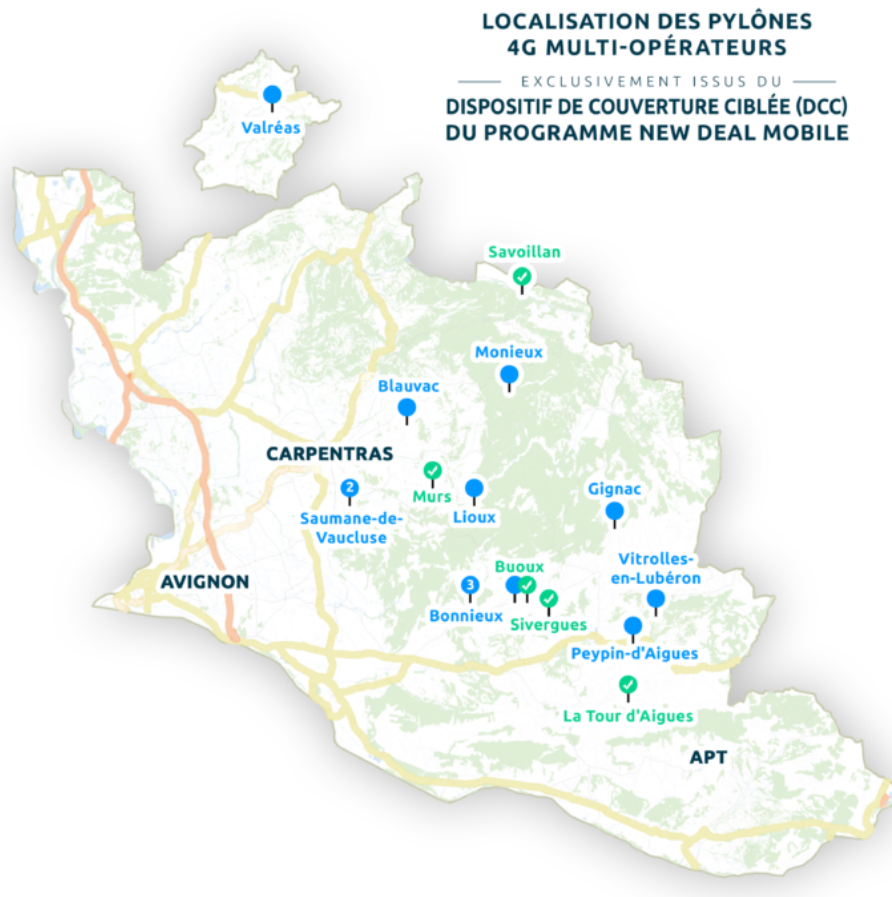 LOCALISATION DES PYLÔNES
4G MULTI-OPÉRATEURS
EXCLUSIVEMENT ISSUS DU
DISPOSITIF DE COUVERTURE CIBLÉE (DCC)
DU PROGRAMME NEW DEAL MOBILE
Valréas
Savoillan
Monieux
Blauvac
CARPENTRAS
Murs
2
Saumane-de-
Vaucluse
Lioux
Gignac
Vitrolles-
en-Lubéron
Buoux
AVIGNON
3
Bonnieux
Sivergues
Peypin-d'Aigues
La Tour d'Aigues
APT